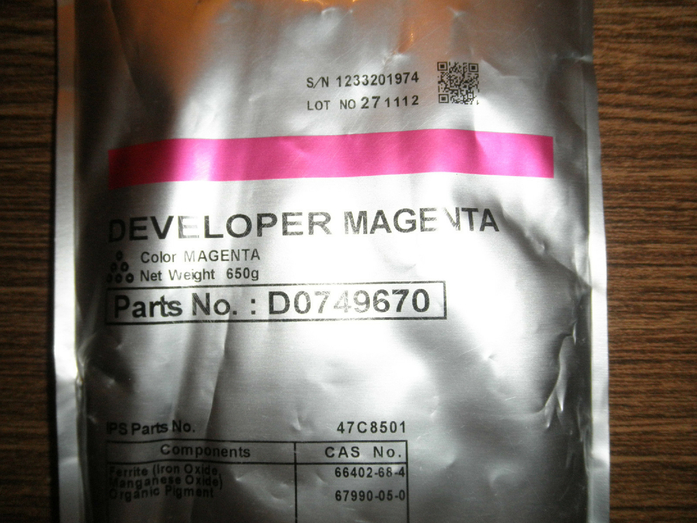 S/N 1233201974
LOT NO 271112
DEVELOPER MAGENTA
Color MAGENTA
Net Weight 650g
Parts No. : D0749670
IPS Parts No. 47C8501
Components CAS No.
Ferrite (Iron Oxide, 66402-68-4
Manganese Oxide)
Organic Pigment 67990-05-0